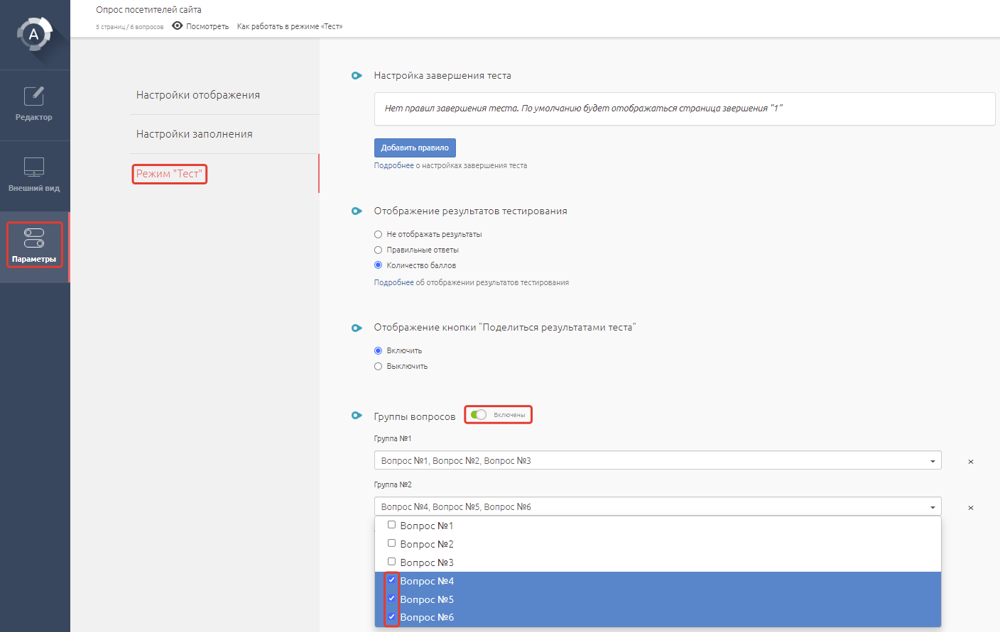 Опрос посетителей сайта
5 страниц / 6 вопросов Посмотреть Как работать в режиме «Тест»
A
Редактор
Внешний вид
Параметры
Настройки отображения
Настройки заполнения
Режим "Тест"
Настройка завершения теста
Нет правил завершения теста. По умолчанию будет отображаться страница звершения "1"
Добавить правило
Подробнее о настройках завершения теста
Отображение результатов тестирования
Не отображать результаты
Правильные ответы
Количество баллов
Подробнее об отображении результатов тестирования
Отображение кнопки "Поделиться результатами теста"
Включить
Выключить
Группы вопросов Включены
Группа №1
Вопрос №1, Вопрос №2, Вопрос №3 ×
Группа №2
Вопрос №4, Вопрос №5, Вопрос №6 ×
Вопрос №1
Вопрос №2
Вопрос №3
Вопрос №4
Вопрос №5
Вопрос №6